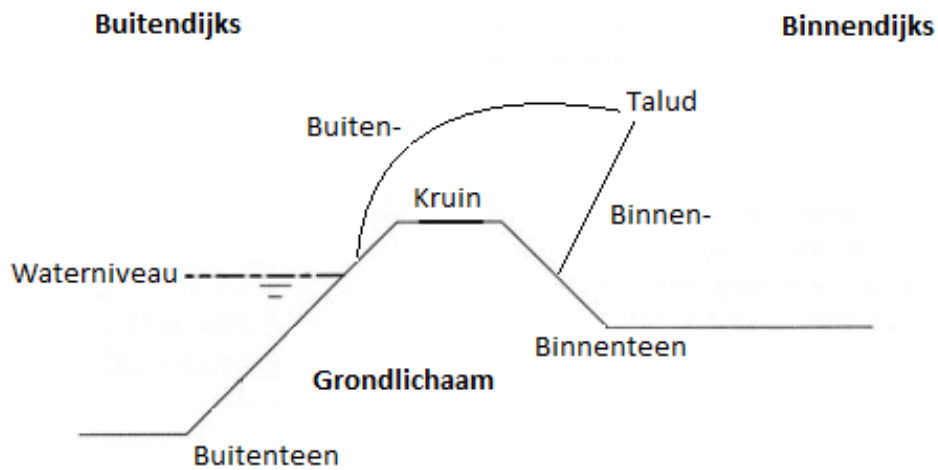 Buitendijks
Binnendijks
Talud
Buiten-
Kruin
Binnen-
Waterniveau
Binnenteen
Grondlichaam
Buitenteen